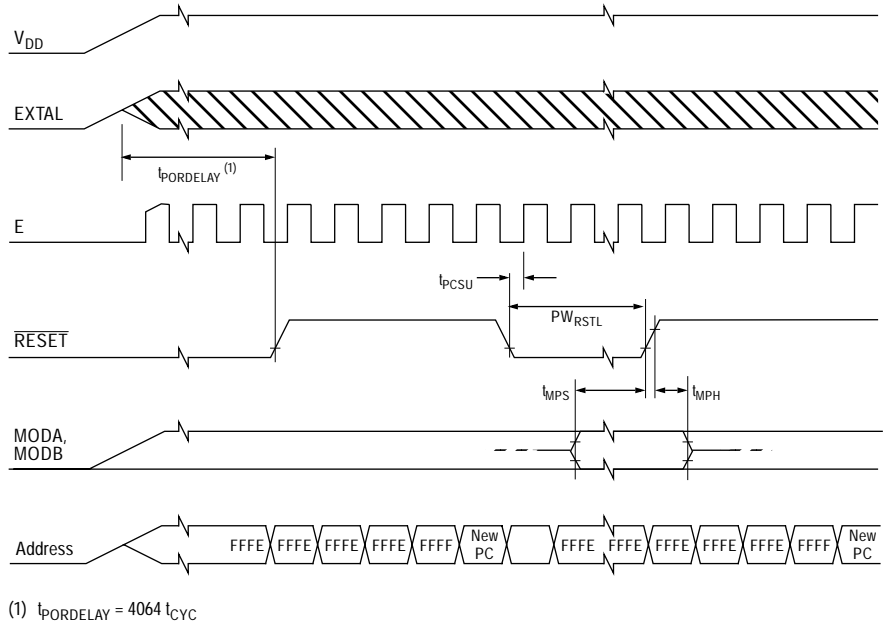 VDD
EXTAL
tPORDELAY (1)
E
tPCSU
PWRSTL
RESET
tMPS
tMPH
MODA,
MODB
Address
FFFE FFFE FFFE FFFE FFFF New PC FFFE FFFE FFFE FFFE FFFE FFFF New PC
(1) tPORDELAY = 4064 tCYC